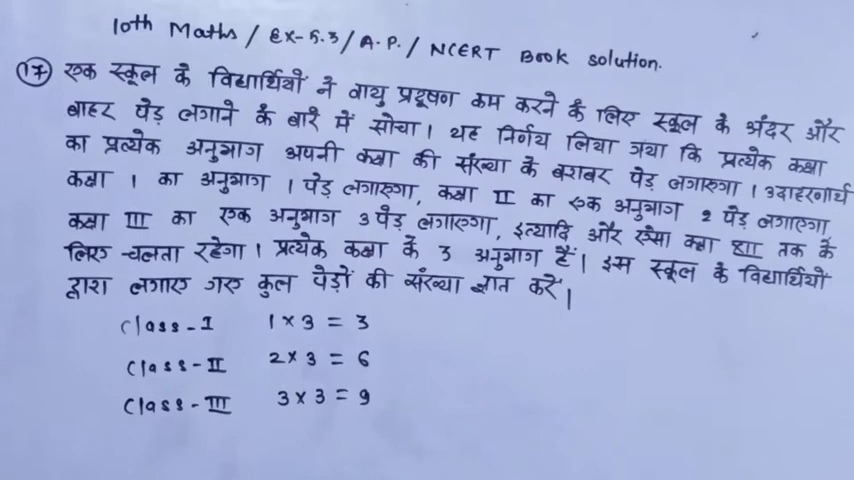 10th Maths / Ex-5.3 / A.P. / NCERT Book solution.
(17) एक स्कूल के विद्यार्थियों ने वायु प्रदूषण कम करने के लिए स्कूल के अंदर और
बाहर पेड़ लगाने के बारे में सोचा। यह निर्णय लिया गया कि प्रत्येक कक्षा
का प्रत्येक अनुभाग अपनी कक्षा की संख्या के बराबर पेड़ लगाएगा। उदाहरणार्थ
कक्षा I का अनुभाग 1 पेड़ लगाएगा, कक्षा II का एक अनुभाग 2 पेड़ लगाएगा
कक्षा III का एक अनुभाग 3 पेड़ लगाएगा, इत्यादि और ऐसा कक्षा XII तक के
लिए चलता रहेगा। प्रत्येक कक्षा के 3 अनुभाग हैं। इस स्कूल के विद्यार्थियों
द्वारा लगाए गए कुल पेड़ों की संख्या ज्ञात करें।
Class-I 1 × 3 = 3
Class-II 2 × 3 = 6
Class-III 3 × 3 = 9